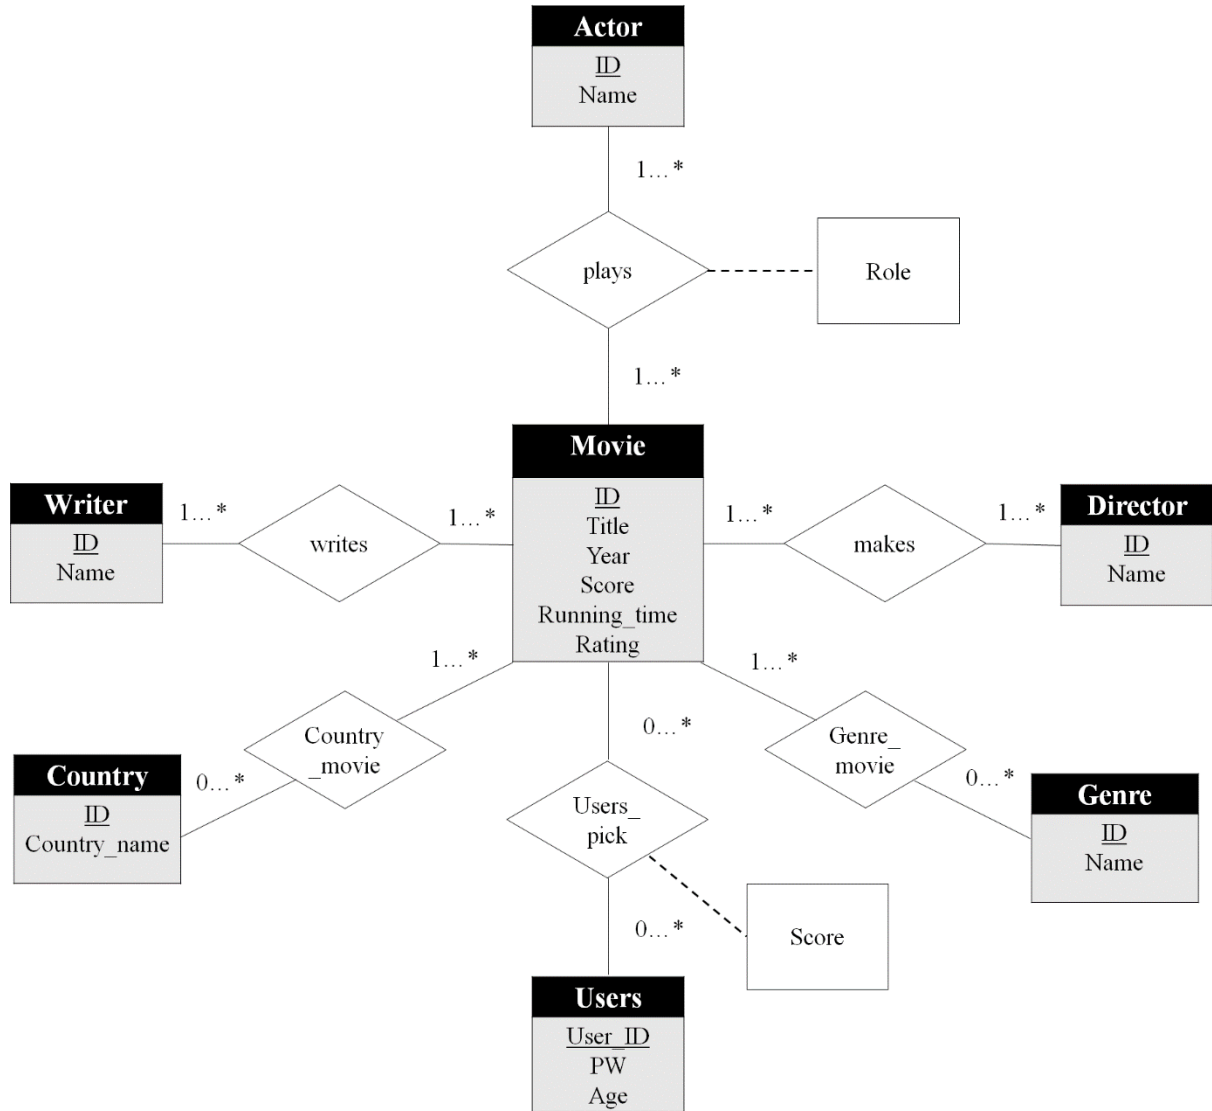 Actor
ID
Name
1...*
plays
Role
1...*
Movie
ID
Title
Year
Score
Running_time
Rating
Writer
ID
Name
1...*
writes
1...*
1...*
makes
1...*
Director
ID
Name
1...*
Country
_movie
0...*
Country
ID
Country_name
0...*
Users_
pick
0...*
Score
1...*
Genre_
movie
0...*
Genre
ID
Name
Users
User_ID
PW
Age